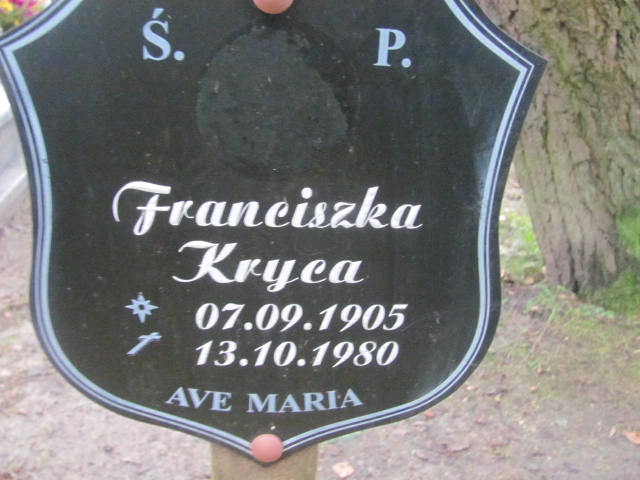 Ś. P.
Franciszka
Kryca
07.09.1905
13.10.1980
AVE MARIA